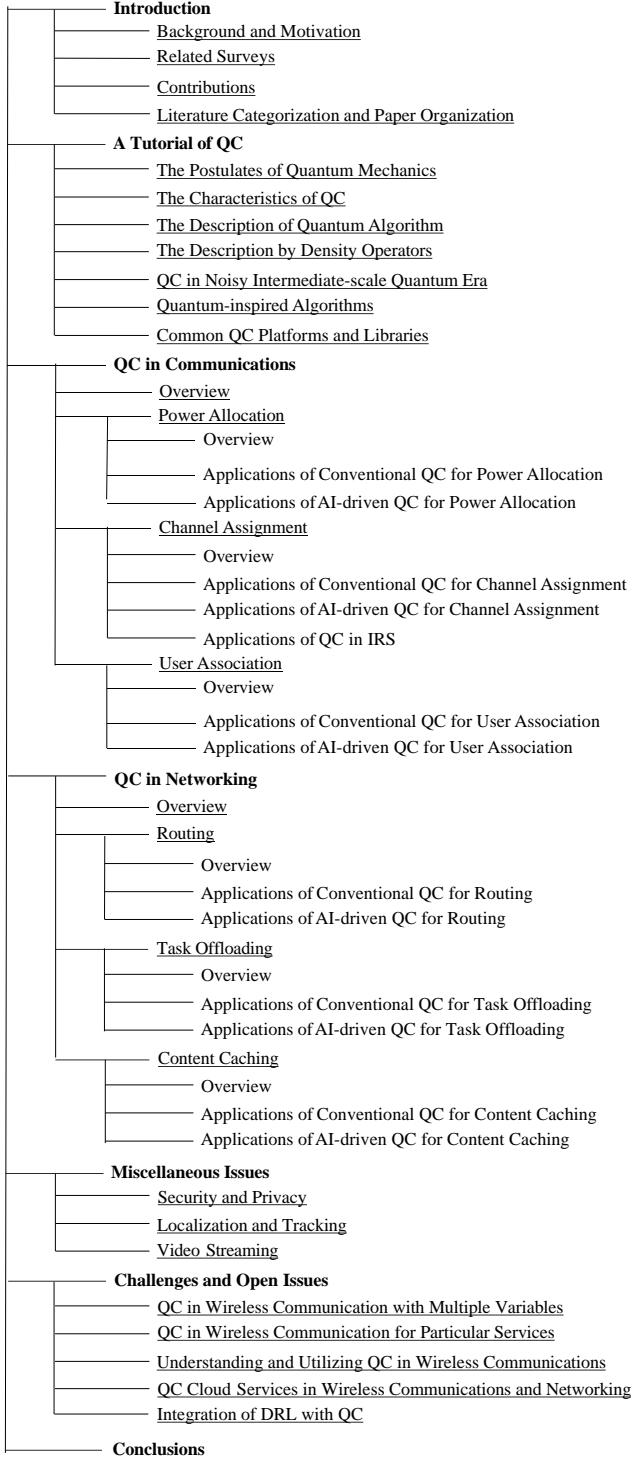 Introduction
Background and Motivation
Related Surveys
Contributions
Literature Categorization and Paper Organization
A Tutorial of QC
The Postulates of Quantum Mechanics
The Characteristics of QC
The Description of Quantum Algorithm
The Description by Density Operators
QC in Noisy Intermediate-scale Quantum Era
Quantum-inspired Algorithms
Common QC Platforms and Libraries
QC in Communications
Overview
Power Allocation
Overview
Applications of Conventional QC for Power Allocation
Applications of AI-driven QC for Power Allocation
Channel Assignment
Overview
Applications of Conventional QC for Channel Assignment
Applications of AI-driven QC for Channel Assignment
Applications of QC in IRS
User Association
Overview
Applications of Conventional QC for User Association
Applications of AI-driven QC for User Association
QC in Networking
Overview
Routing
Overview
Applications of Conventional QC for Routing
Applications of AI-driven QC for Routing
Task Offloading
Overview
Applications of Conventional QC for Task Offloading
Applications of AI-driven QC for Task Offloading
Content Caching
Overview
Applications of Conventional QC for Content Caching
Applications of AI-driven QC for Content Caching
Miscellaneous Issues
Security and Privacy
Localization and Tracking
Video Streaming
Challenges and Open Issues
QC in Wireless Communication with Multiple Variables
QC in Wireless Communication for Particular Services
Understanding and Utilizing QC in Wireless Communications
QC Cloud Services in Wireless Communications and Networking
Integration of DRL with QC
Conclusions